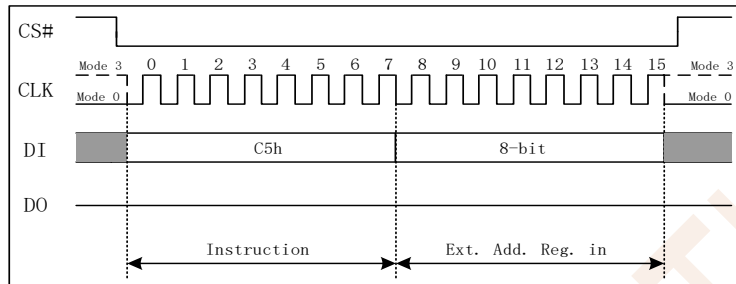 CS#
Mode 3 0 1 2 3 4 5 6 7 8 9 10 11 12 13 14 15 Mode 3
CLK
Mode 0 Mode 0
DI C5h 8-bit
DO
Instruction Ext. Add. Reg. in